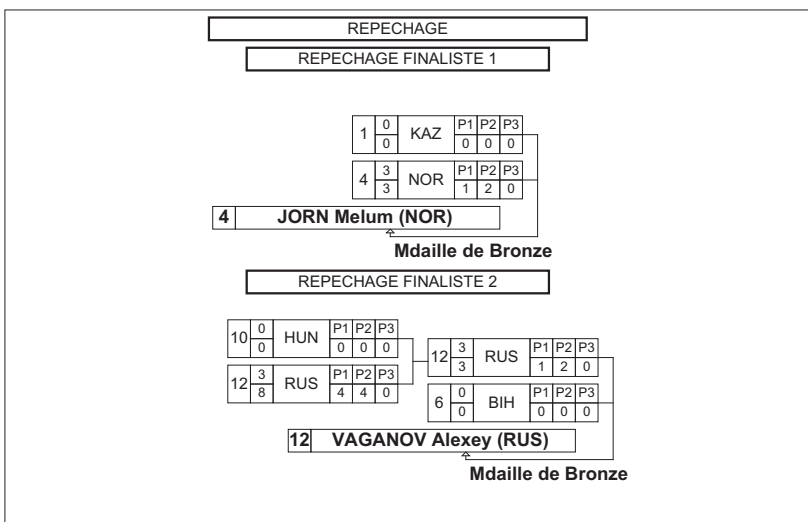 REPECHAGE
REPECHAGE FINALISTE 1
1 0 KAZ P1 P2 P3
0 0 0 0
4 3 NOR P1 P2 P3
3 1 2 0
4 JORN Melum (NOR)
Mdaille de Bronze
REPECHAGE FINALISTE 2
10 0 HUN P1 P2 P3
0 0 0 0
12 3 RUS P1 P2 P3
3 1 2 0
12 3 RUS P1 P2 P3
8 4 4 0
6 0 BIH P1 P2 P3
0 0 0 0
12 VAGANOV Alexey (RUS)
Mdaille de Bronze